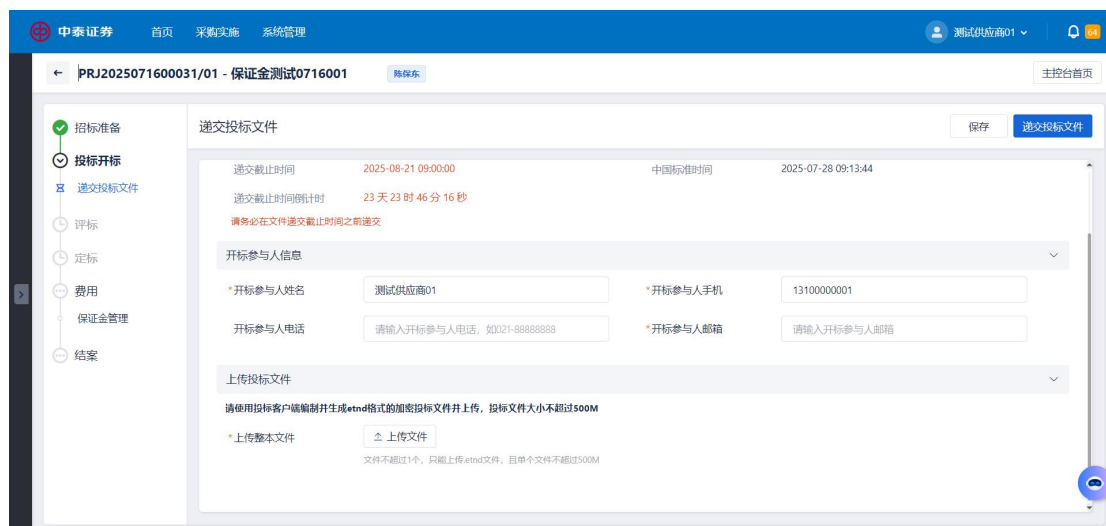 中泰证券 首页 采购实施 系统管理 测试供应商01 64
PRJ2025071600031/01 - 保证金测试0716001 陈保东 主控台首页
招标准备
投标开标
递交投标文件
评标
定标
费用
保证金管理
结案
递交投标文件 保存 递交投标文件
递交截止时间 2025-08-21 09:00:00 中国标准时间 2025-07-28 09:13:44
递交截止时间倒计时 23 天 23 时 46 分 16 秒
请务必在文件递交截止时间之前递交
开标参与人信息
*开标参与人姓名 测试供应商01 *开标参与人手机 13100000001
开标参与人电话 请输入开标参与人电话，如021-88888888 *开标参与人邮箱 请输入开标参与人邮箱
上传投标文件
请使用投标客户端编制并生成etnd格式的加密投标文件并上传，投标文件大小不超过500M
*上传整本文件 上传文件
文件不超过1个，只能上传.etnd文件，且单个文件不超过500M